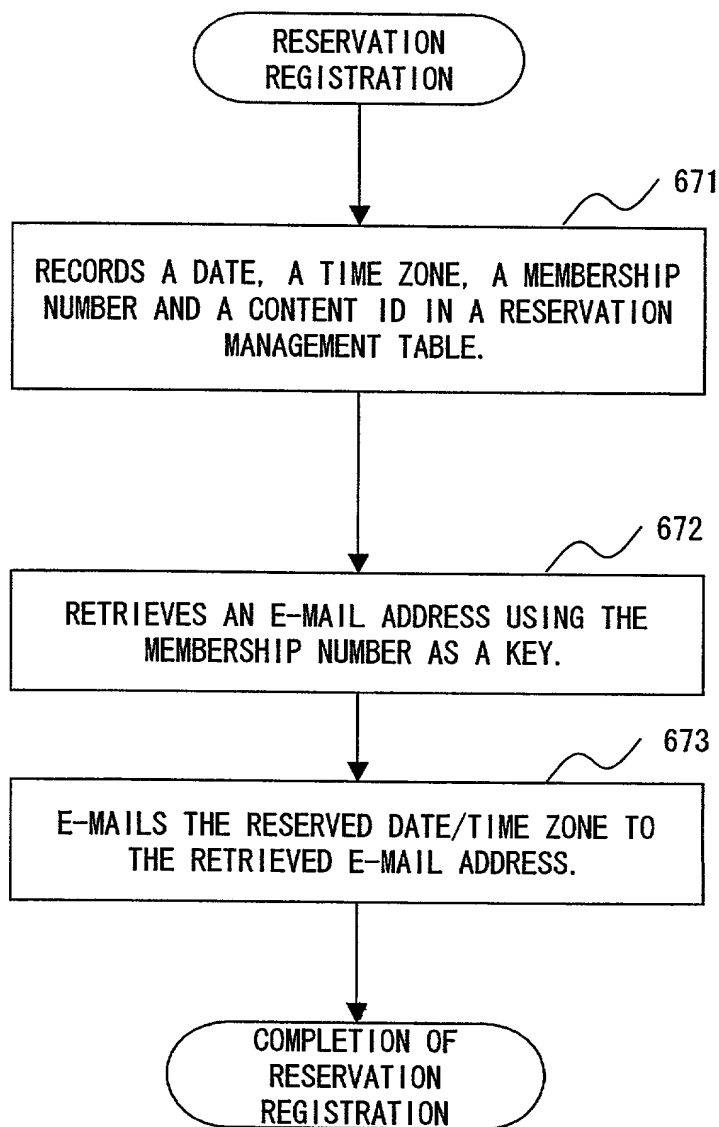 RESERVATION
REGISTRATION
671
RECORDS A DATE, A TIME ZONE, A MEMBERSHIP
NUMBER AND A CONTENT ID IN A RESERVATION
MANAGEMENT TABLE.
672
RETRIEVES AN E-MAIL ADDRESS USING THE
MEMBERSHIP NUMBER AS A KEY.
673
E-MAILS THE RESERVED DATE/TIME ZONE TO
THE RETRIEVED E-MAIL ADDRESS.
COMPLETION OF
RESERVATION
REGISTRATION